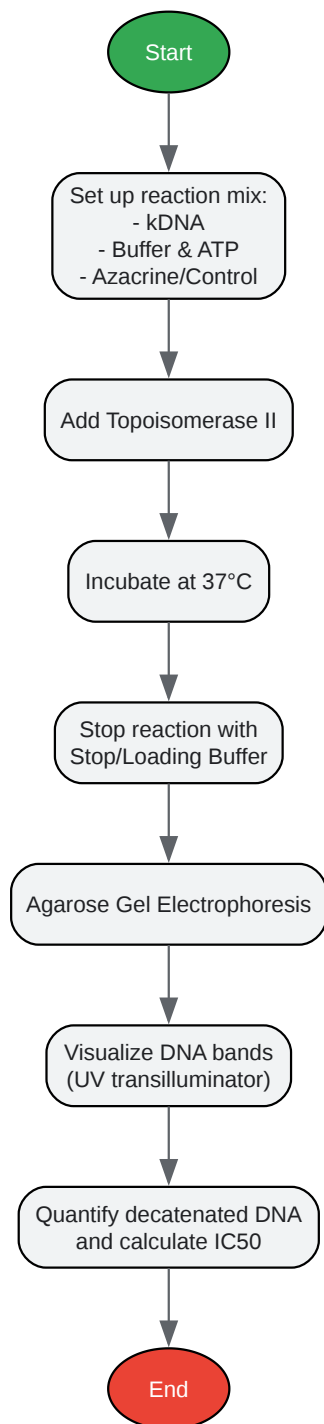 Start
Set up reaction mix:
- kDNA
- Buffer & ATP
- Azacrine/Control
Add Topoisomerase II
Incubate at 37°C
Stop reaction with
Stop/Loading Buffer
Agarose Gel Electrophoresis
Visualize DNA bands
(UV transilluminator)
Quantify decatenated DNA
and calculate IC50
End